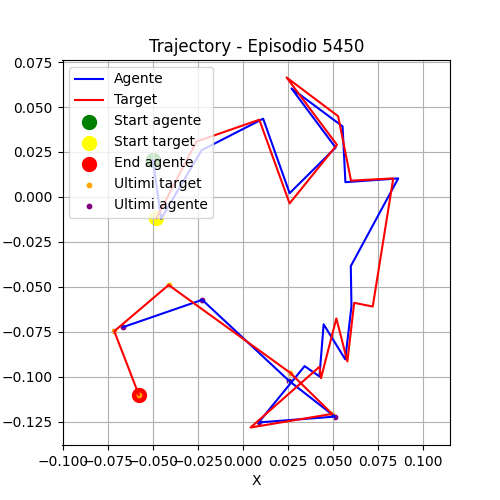 Trajectory - Episodio 5450
Agente
Target
Start agente
Start target
End agente
Ultimi target
Ultimi agente
0.075
0.050
0.025
0.000
−0.025
−0.050
−0.075
−0.100
−0.125
−0.100 −0.075 −0.050 −0.025 0.000 0.025 0.050 0.075 0.100
X